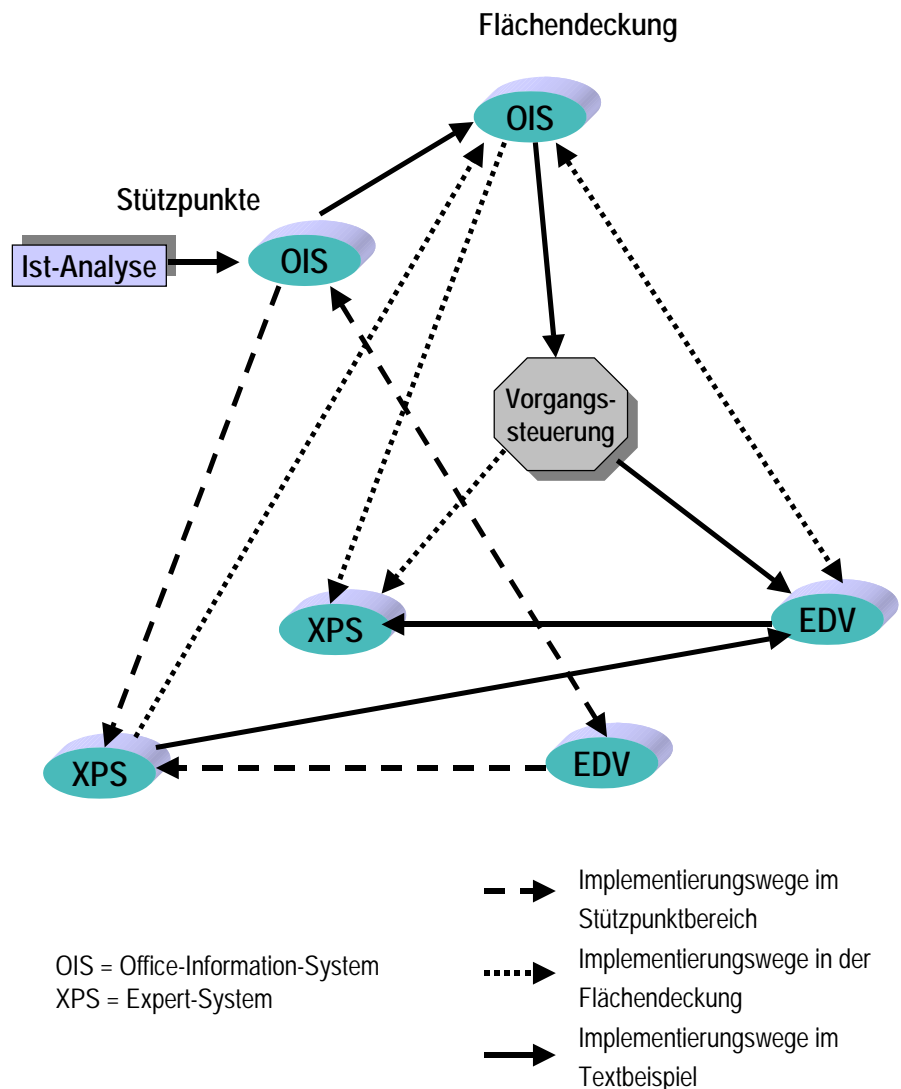 Flächendeckung
OIS
Stützpunkte
OIS
Ist-Analyse
Vorgangs-
steuerung
XPS
EDV
XPS
EDV
OIS = Office-Information-System
XPS = Expert-System
Implementierungswege im
Stützpunktbereich
Implementierungswege in der
Flächendeckung
Implementierungswege im
Textbeispiel